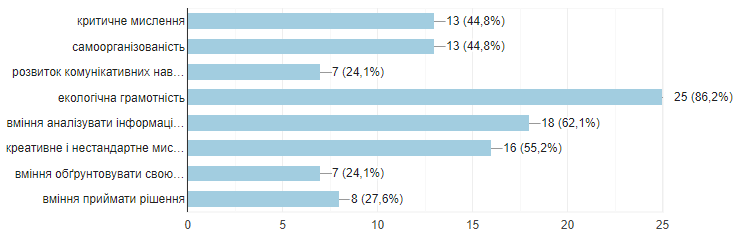 критичне мислення 13 (44,8%)
самоорганізованість 13 (44,8%)
розвиток комунікативних нав… 7 (24,1%)
екологічна грамотність 25 (86,2%)
вміння аналізувати інформаці… 18 (62,1%)
креативне і нестандартне мис… 16 (55,2%)
вміння обґрунтовувати свою… 7 (24,1%)
вміння приймати рішення 8 (27,6%)
0 5 10 15 20 25